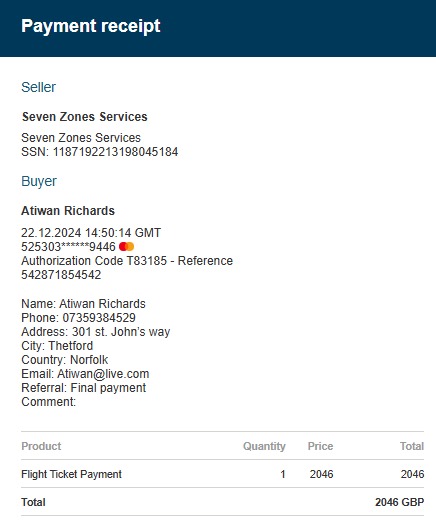 Payment receipt
Seller
Seven Zones Services
Seven Zones Services
SSN: 1187192213198045184
Buyer
Atiwan Richards
22.12.2024 14:50:14 GMT
525303******9446
Authorization Code T83185 - Reference
542871854542
Name: Atiwan Richards
Phone: 07359384529
Address: 301 st. John's way
City: Thetford
Country: Norfolk
Email: Atiwan@live.com
Referral: Final payment
Comment:
Product Quantity Price Total
Flight Ticket Payment 1 2046 2046
Total 2046 GBP